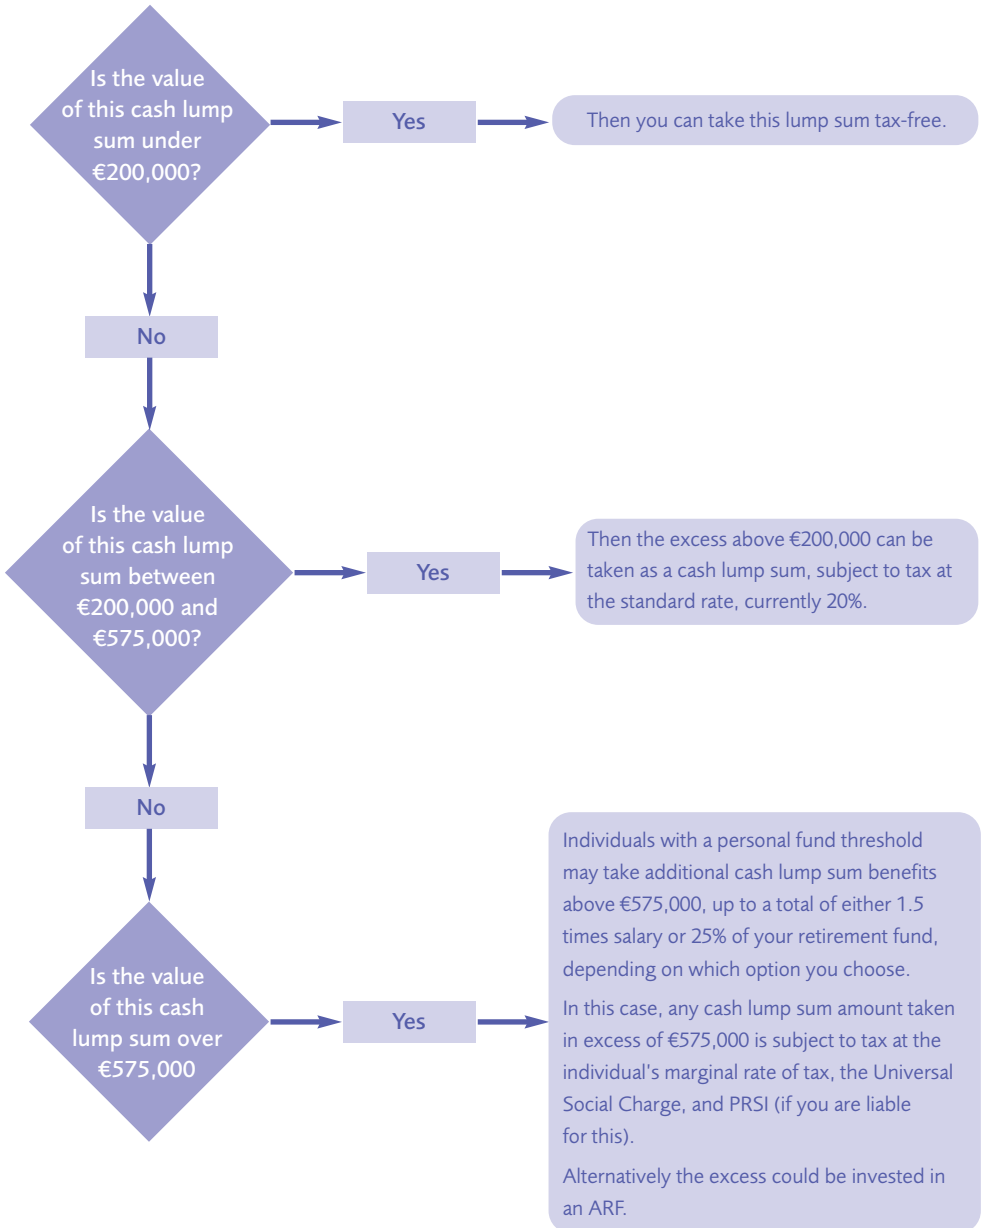 Is the value
of this cash lump
sum under
€200,000?
Yes
Then you can take this lump sum tax-free.
No
Is the value
of this cash lump
sum between
€200,000 and
€575,000?
Yes
Then the excess above €200,000 can be
taken as a cash lump sum, subject to tax at
the standard rate, currently 20%.
No
Is the value
of this cash
lump sum over
€575,000
Yes
Individuals with a personal fund threshold
may take additional cash lump sum benefits
above €575,000, up to a total of either 1.5
times salary or 25% of your retirement fund,
depending on which option you choose.
In this case, any cash lump sum amount taken
in excess of €575,000 is subject to tax at the
individual's marginal rate of tax, the Universal
Social Charge, and PRSI (if you are liable
for this).
Alternatively the excess could be invested in
an ARF.